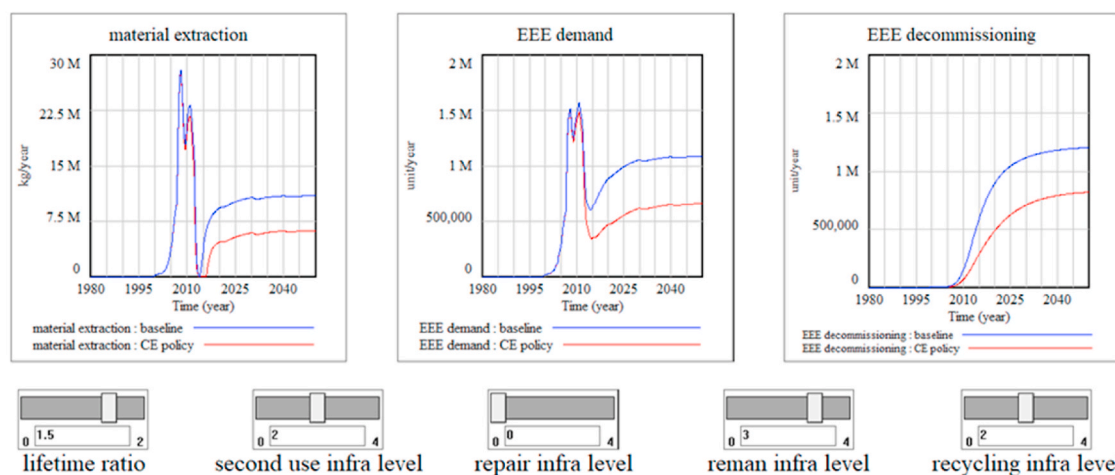 material extraction
30 M
22.5 M
15 M
7.5 M
0
kg/year
1980 1995 2010 2025 2040
Time (year)
material extraction : baseline
material extraction : CE policy
EEE demand
2 M
1.5 M
1 M
500,000
0
unit/year
1980 1995 2010 2025 2040
Time (year)
EEE demand : baseline
EEE demand : CE policy
EEE decommissioning
2 M
1.5 M
1 M
500,000
0
unit/year
1980 1995 2010 2025 2040
Time (year)
EEE decommissioning : baseline
EEE decommissioning : CE policy
0 1.5 2
lifetime ratio
0 2 4
second use infra level
0 0 4
repair infra level
0 3 4
reman infra level
0 2 4
recycling infra level